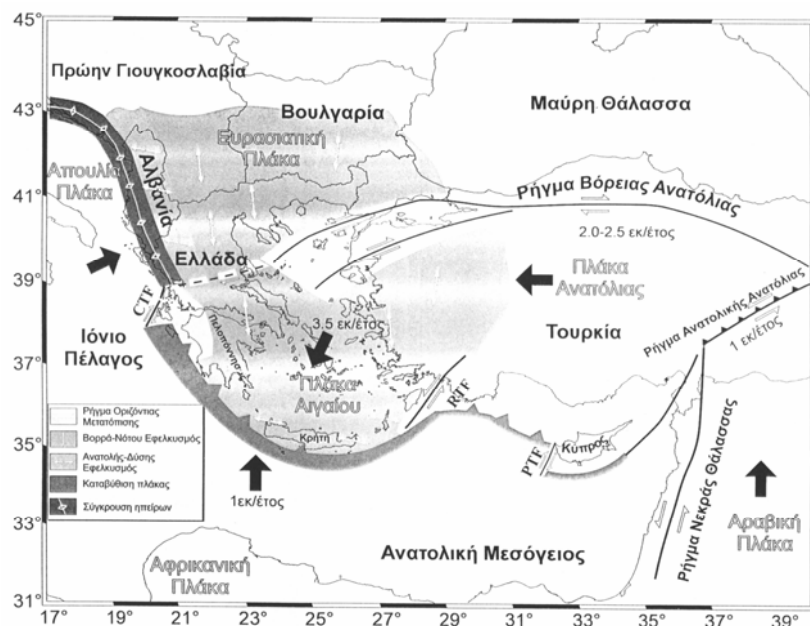 45°
43°
41°
39°
37°
35°
33°
31°
17°
19°
21°
23°
25°
27°
29°
31°
33°
35°
37°
39°
Πρώην Γιουγκοσλαβία
Βουλγαρία
Ευρασιατική
Πλάκα
Μαύρη Θάλασσα
Απουλία
Πλάκα
Αλβανία
Ρήγμα Βόρειας Ανατόλιας
2.0-2.5 εκ/έτος
Ελλάδα
Πλάκα
Ανατόλιας
Ρήγμα Ανατολικής Ανατόλιας
1 εκ/έτος
CTF
Ιόνιο
Πέλαγος
Πελοπόννησος
3.5 εκ/έτος
Τουρκία
Πλάκα
Αιγαίου
RTF
Κρήτη
PTF
Κύπρος
1εκ/έτος
Ρήγμα Νεκράς Θάλασσας
Αραβική
Πλάκα
Ανατολική Μεσόγειος
Αφρικανική
Πλάκα
Ρήγμα Οριζόντιας
Μετατόπισης
Βορρά-Νότου Εφελκυσμός
Ανατολής-Δύσης
Εφελκυσμός
Καταβύθιση πλάκας
Σύγκρουση ηπείρων